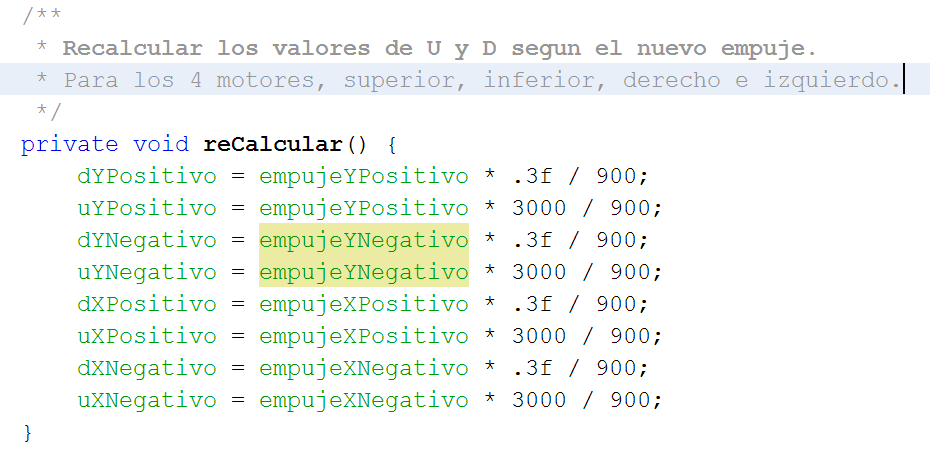 /**
 * Recalcular los valores de U y D segun el nuevo empuje.
 * Para los 4 motores, superior, inferior, derecho e izquierdo.
 */
private void reCalcular() {
    dYPositivo = empujeYPositivo * .3f / 900;
    uYPositivo = empujeYPositivo * 3000 / 900;
    dYNegativo = empujeYNegativo * .3f / 900;
    uYNegativo = empujeYNegativo * 3000 / 900;
    dXPositivo = empujeXPositivo * .3f / 900;
    uXPositivo = empujeXPositivo * 3000 / 900;
    dXNegativo = empujeXNegativo * .3f / 900;
    uXNegativo = empujeXNegativo * 3000 / 900;
}